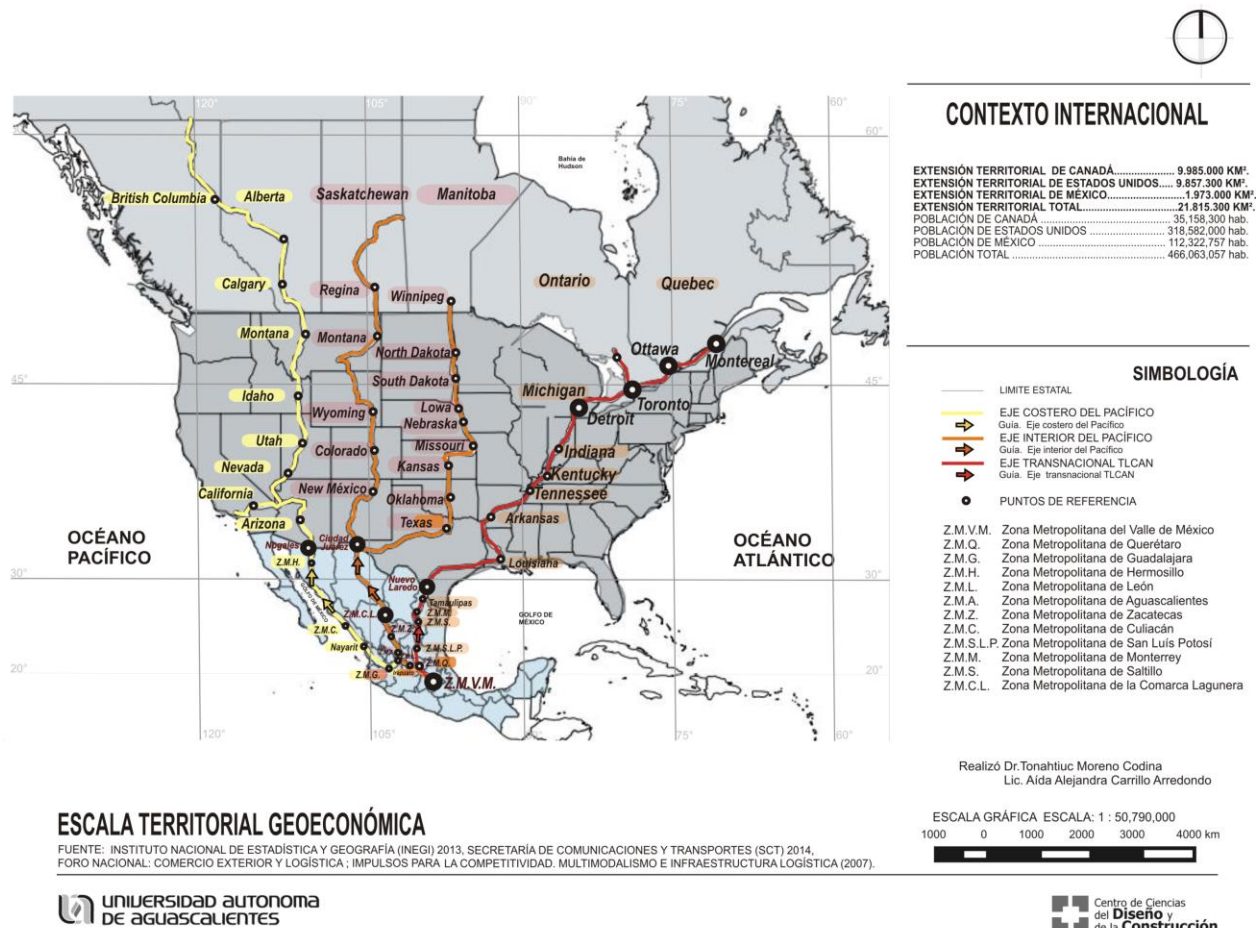 CONTEXTO INTERNACIONAL
EXTENSIÓN TERRITORIAL DE CANADÁ.................... 9.985.000 KM².
EXTENSIÓN TERRITORIAL DE ESTADOS UNIDOS.... 9.857.300 KM².
EXTENSIÓN TERRITORIAL DE MÉXICO........................1.973.000 KM².
EXTENSIÓN TERRITORIAL TOTAL............................21.815.300 KM².
POBLACIÓN DE CANADÁ ........................................ 35,158,300 hab.
POBLACIÓN DE ESTADOS UNIDOS ....................... 318,582,000 hab.
POBLACIÓN DE MÉXICO ...................................... 112,322,757 hab.
POBLACIÓN TOTAL ............................................... 466,063,057 hab.
120°
105°
90°
75°
60°
60°
Bahía de
Hudson
British Columbia
Alberta
Saskatchewan
Manitoba
Calgary
Regina
Winnipeg
Ontario
Quebec
Montana
Montana
North Dakota
Ottawa
Montereal
45°
45°
South Dakota
Michigan
Toronto
Idaho
Wyoming
Lowa
Nebraska
Detroit
Utah
Colorado
Missouri
Indiana
Nevada
Kansas
Kentucky
California
New México
Oklahoma
Tennessee
Arizona
Texas
Arkansas
OCÉANO
PACÍFICO
Nogales
Ciudad
Juárez
Louisiana
OCÉANO
ATLÁNTICO
Z.M.H.
30°
30°
Nuevo
Laredo
GOLFO DE MÉXICO
Tamaulipas
Z.M.C.L.
Z.M.M.
Z.M.S.
GOLFO DE
MÉXICO
Z.M.C.
Z.M.Z.
Nayarit
Z.M.S.L.P.
20°
20°
Z.M.G.
Z.M.Q.
Z.M.V.M.
120°
105°
90°
75°
60°
SIMBOLOGÍA
LIMITE ESTATAL
EJE COSTERO DEL PACÍFICO
Guía. Eje costero del Pacífico
EJE INTERIOR DEL PACÍFICO
Guía. Eje interior del Pacífico
EJE TRANSNACIONAL TLCAN
Guía. Eje transnacional TLCAN
PUNTOS DE REFERENCIA
Z.M.V.M. Zona Metropolitana del Valle de México
Z.M.Q. Zona Metropolitana de Querétaro
Z.M.G. Zona Metropolitana de Guadalajara
Z.M.H. Zona Metropolitana de Hermosillo
Z.M.L. Zona Metropolitana de León
Z.M.A. Zona Metropolitana de Aguascalientes
Z.M.Z. Zona Metropolitana de Zacatecas
Z.M.C. Zona Metropolitana de Culiacán
Z.M.S.L.P. Zona Metropolitana de San Luís Potosí
Z.M.M. Zona Metropolitana de Monterrey
Z.M.S. Zona Metropolitana de Saltillo
Z.M.C.L. Zona Metropolitana de la Comarca Lagunera
Realizó Dr.Tonahtiuc Moreno Codina
Lic. Aída Alejandra Carrillo Arredondo
ESCALA GRÁFICA ESCALA: 1 : 50,790,000
1000 0 1000 2000 3000 4000 km
ESCALA TERRITORIAL GEOECONÓMICA
FUENTE: INSTITUTO NACIONAL DE ESTADÍSTICA Y GEOGRAFÍA (INEGI) 2013, SECRETARÍA DE COMUNICACIONES Y TRANSPORTES (SCT) 2014,
FORO NACIONAL: COMERCIO EXTERIOR Y LOGÍSTICA ; IMPULSOS PARA LA COMPETITIVIDAD. MULTIMODALISMO E INFRAESTRUCTURA LOGÍSTICA (2007).
UNIVERSIDAD AUTONOMA
DE AGUASCALIENTES
Centro de Ciencias
del Diseño y
de la Construcción